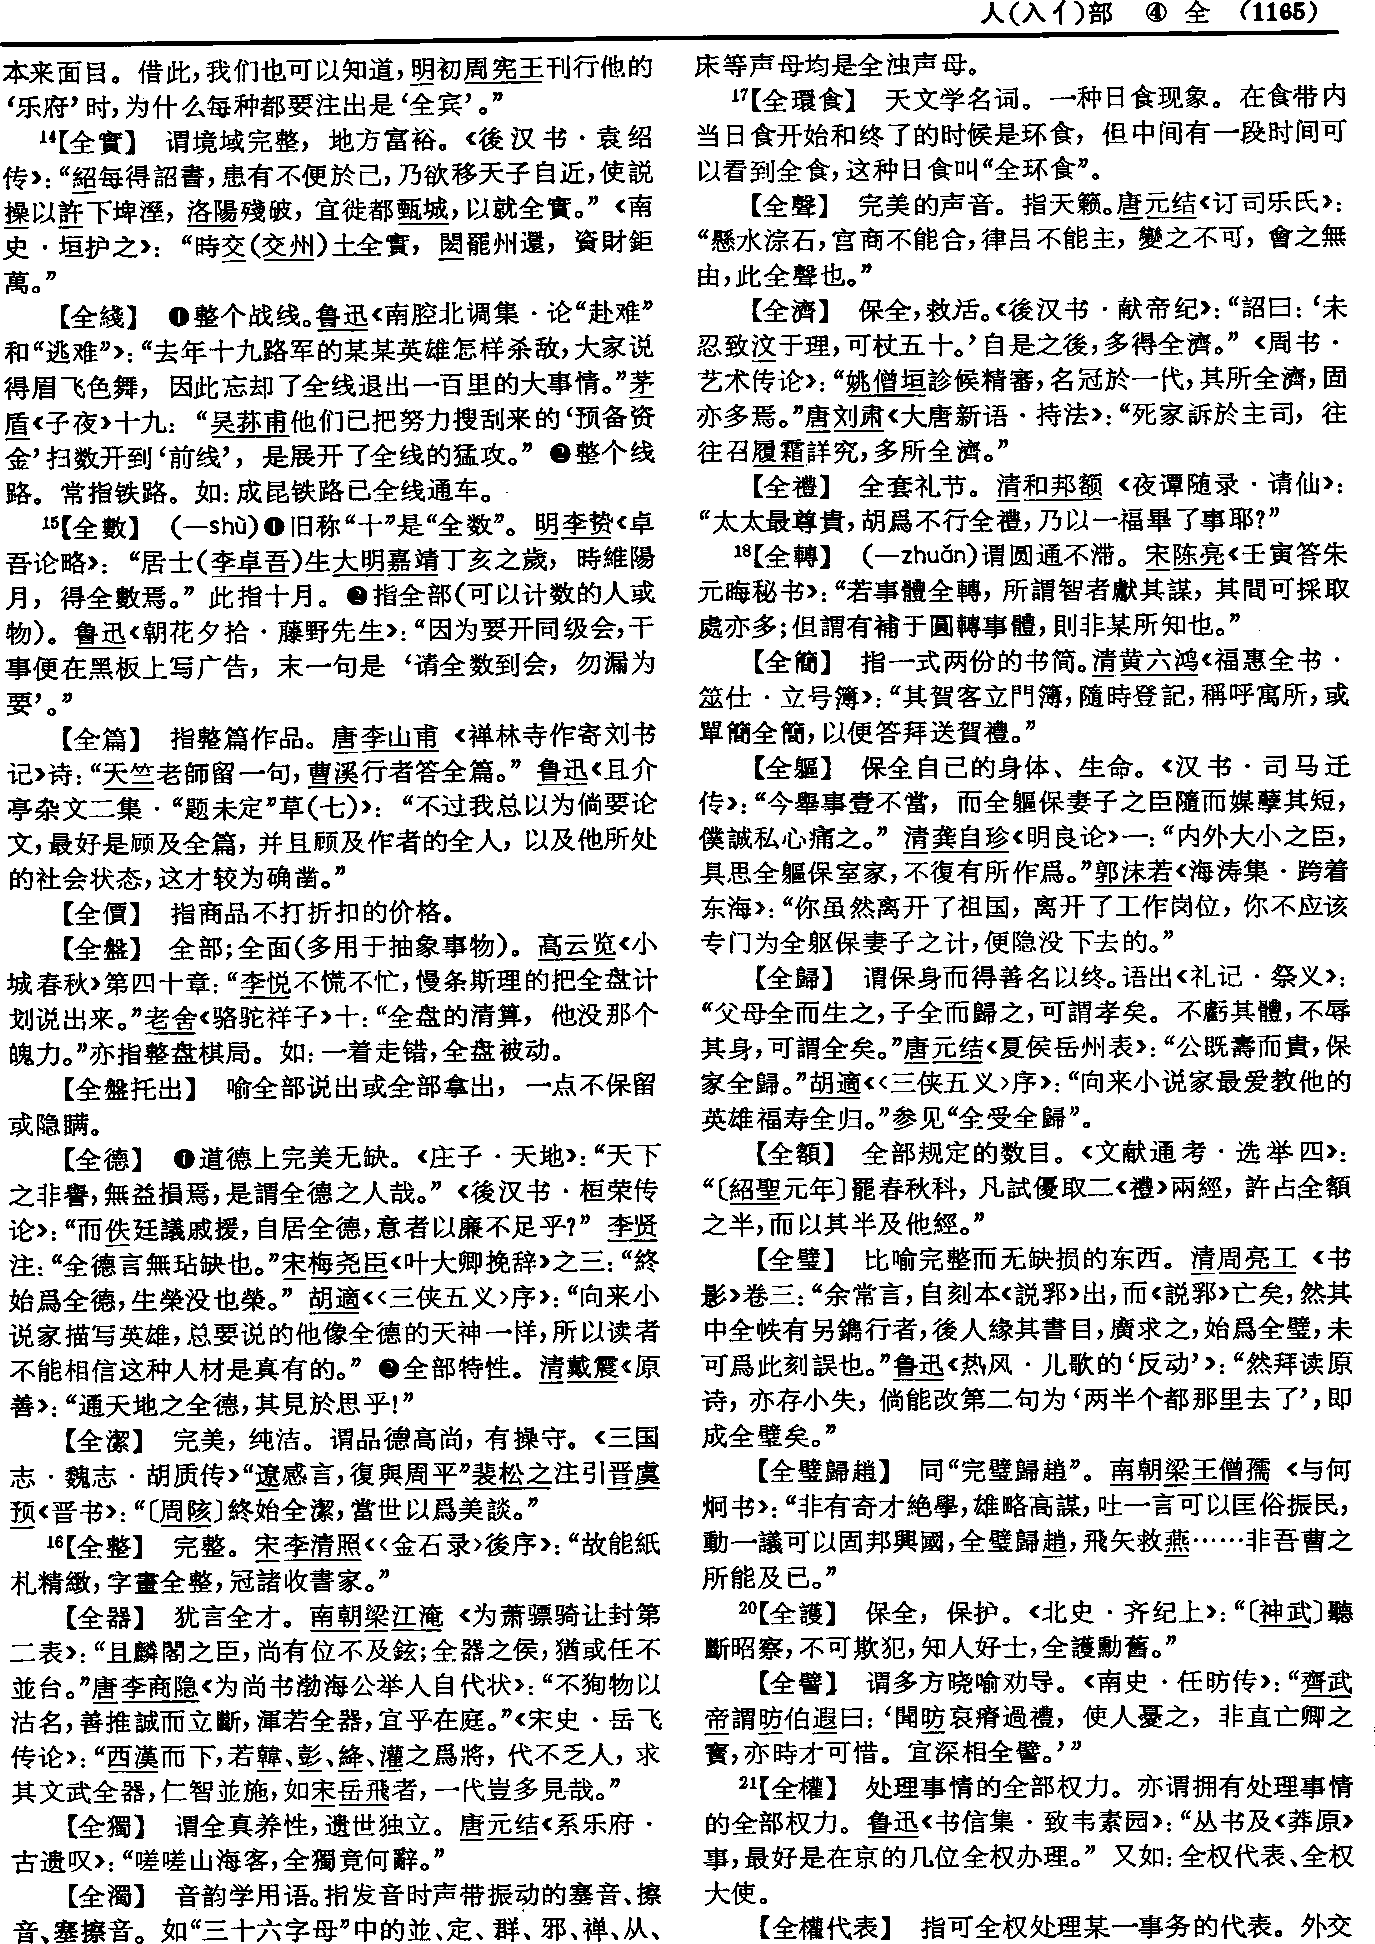 人(入亻)部　④　全　(1165)
本来面目。借此,我们也可以知道,明初周宪王刊行他的
‘乐府’时,为什么每种都要注出是‘全宾’。”
14【全實】　谓境域完整，地方富裕。《後汉书·袁绍
传》：“紹每得詔書,患有不便於己,乃欲移天子自近,使説
操以許下埤溼，洛陽殘破，宜徙都甄城,以就全實。”《南
史·垣护之》：“時交(交州)土全實，閎罷州還，資財鉅
萬。”
【全綫】　❶整个战线。鲁迅《南腔北调集·论“赴难”
和“逃难”》：“去年十九路军的某某英雄怎样杀敌,大家说
得眉飞色舞，因此忘却了全线退出一百里的大事情。”茅
盾《子夜》十九：“吴荪甫他们已把努力搜刮来的‘预备资
金’扫数开到‘前线’，是展开了全线的猛攻。”❷整个线
路。常指铁路。如：成昆铁路已全线通车。
15【全數】　(—shù)❶旧称“十”是“全数”。明李贽《卓
吾论略》：“居士(李卓吾)生大明嘉靖丁亥之歲，時維陽
月，得全數焉。”此指十月。❷指全部(可以计数的人或
物)。鲁迅《朝花夕拾·藤野先生》：“因为要开同级会,干
事便在黑板上写广告，末一句是‘请全数到会，勿漏为
要’。”
【全篇】　指整篇作品。唐李山甫《禅林寺作寄刘书
记》诗：“天竺老師留一句,曹溪行者答全篇。”鲁迅《且介
亭杂文二集·“题未定”草(七)》：“不过我总以为倘要论
文,最好是顾及全篇，并且顾及作者的全人，以及他所处
的社会状态,这才较为确凿。”
【全價】　指商品不打折扣的价格。
【全盤】　全部;全面(多用于抽象事物)。高云览《小
城春秋》第四十章：“李悦不慌不忙,慢条斯理的把全盘计
划说出来。”老舍《骆驼祥子》十：“全盘的清算，他没那个
魄力。”亦指整盘棋局。如：一着走错,全盘被动。
【全盤托出】　喻全部说出或全部拿出，一点不保留
或隐瞒。
【全德】　❶道德上完美无缺。《庄子·天地》：“天下
之非譽,無益損焉,是謂全德之人哉。”《後汉书·桓荣传
论》：“而佚廷議戚援,自居全德,意者以廉不足乎?”李贤
注：“全德言無玷缺也。”宋梅尧臣《叶大卿挽辞》之三：“終
始爲全德,生榮没也榮。”胡適《〈三侠五义〉序》：“向来小
说家描写英雄,总要说的他像全德的天神一样,所以读者
不能相信这种人材是真有的。”❷全部特性。清戴震《原
善》：“通天地之全德,其見於思乎!”
【全潔】　完美，纯洁。谓品德高尚，有操守。《三国
志·魏志·胡质传》“遼感言,復與周平”裴松之注引晋虞
预《晋书》：“〔周陔〕終始全潔,當世以爲美談。”
16【全整】　完整。宋李清照《〈金石录〉後序》：“故能紙
札精緻,字畫全整,冠諸收書家。”
【全器】　犹言全才。南朝梁江淹《为萧骠骑让封第
二表》：“且麟閣之臣,尚有位不及鉉;全器之侯,猶或任不
並台。”唐李商隐《为尚书渤海公举人自代状》：“不狥物以
沽名,善推誠而立斷,渾若全器,宜乎在庭。”《宋史·岳飞
传论》：“西漢而下,若韓、彭、絳、灌之爲將，代不乏人，求
其文武全器,仁智並施,如宋岳飛者,一代豈多見哉。”
【全獨】　谓全真养性,遗世独立。唐元结《系乐府·
古遗叹》：“嗟嗟山海客,全獨竟何辭。”
【全濁】　音韵学用语。指发音时声带振动的塞音、擦
音、塞擦音。如“三十六字母”中的並、定、群、邪、禅、从、
床等声母均是全浊声母。
17【全環食】　天文学名词。一种日食现象。在食带内
当日食开始和终了的时候是环食，但中间有一段时间可
以看到全食,这种日食叫“全环食”。
【全聲】　完美的声音。指天籁。唐元结《订司乐氏》：
“懸水淙石,宫商不能合,律吕不能主，變之不可，會之無
由,此全聲也。”
【全濟】　保全,救活。《後汉书·献帝纪》：“詔曰：‘未
忍致汶于理,可杖五十。’自是之後,多得全濟。”《周书·
艺术传论》：“姚僧垣診候精審,名冠於一代,其所全濟,固
亦多焉。”唐刘肃《大唐新语·持法》：“死家訴於主司，往
往召履霜詳究,多所全濟。”
【全禮】　全套礼节。清和邦额《夜谭随录·请仙》：
“太太最尊貴,胡爲不行全禮,乃以一福畢了事耶?”
18【全轉】　(—zhuǎn)谓圆通不滞。宋陈亮《壬寅答朱
元晦秘书》：“若事體全轉，所謂智者獻其謀，其間可採取
處亦多;但謂有補于圓轉事體,則非某所知也。”
【全簡】　指一式两份的书简。清黄六鸿《福惠全书·
筮仕·立号簿》：“其賀客立門簿,隨時登記,稱呼寓所,或
單簡全簡,以便答拜送賀禮。”
【全軀】　保全自己的身体、生命。《汉书·司马迁
传》：“今舉事壹不當，而全軀保妻子之臣隨而媒孽其短，
僕誠私心痛之。”清龚自珍《明良论》一：“内外大小之臣，
具思全軀保室家,不復有所作爲。”郭沫若《海涛集·跨着
东海》：“你虽然离开了祖国，离开了工作岗位，你不应该
专门为全躯保妻子之计,便隐没下去的。”
【全歸】　谓保身而得善名以终。语出《礼记·祭义》：
“父母全而生之,子全而歸之,可謂孝矣。不虧其體,不辱
其身,可謂全矣。”唐元结《夏侯岳州表》：“公既壽而貴,保
家全歸。”胡適《〈三侠五义〉序》：“向来小说家最爱教他的
英雄福寿全归。”参见“全受全歸”。
【全額】　全部规定的数目。《文献通考·选举四》：
“〔紹聖元年〕罷春秋科，凡試優取二《禮》兩經，許占全額
之半,而以其半及他經。”
【全璧】　比喻完整而无缺损的东西。清周亮工《书
影》卷三：“余常言,自刻本《説郛》出,而《説郛》亡矣,然其
中全帙有另鐫行者,後人緣其書目,廣求之,始爲全璧,未
可爲此刻誤也。”鲁迅《热风·儿歌的‘反动’》：“然拜读原
诗，亦存小失，倘能改第二句为‘两半个都那里去了’,即
成全璧矣。”
【全璧歸趙】　同“完璧歸趙”。南朝梁王僧孺《与何
炯书》：“非有奇才絶學,雄略高謀,吐一言可以匡俗振民,
動一議可以固邦興國,全璧歸趙,飛矢救燕……非吾曹之
所能及已。”
20【全護】　保全，保护。《北史·齐纪上》：“〔神武〕聽
斷昭察,不可欺犯,知人好士,全護勳舊。”
【全譬】　谓多方晓喻劝导。《南史·任昉传》：“齊武
帝謂昉伯遐曰：‘聞昉哀瘠過禮，使人憂之，非直亡卿之
寶,亦時才可惜。宜深相全譬。’”
21【全權】　处理事情的全部权力。亦谓拥有处理事情
的全部权力。鲁迅《书信集·致韦素园》：“丛书及《莽原》
事,最好是在京的几位全权办理。”又如：全权代表、全权
大使。
【全權代表】　指可全权处理某一事务的代表。外交